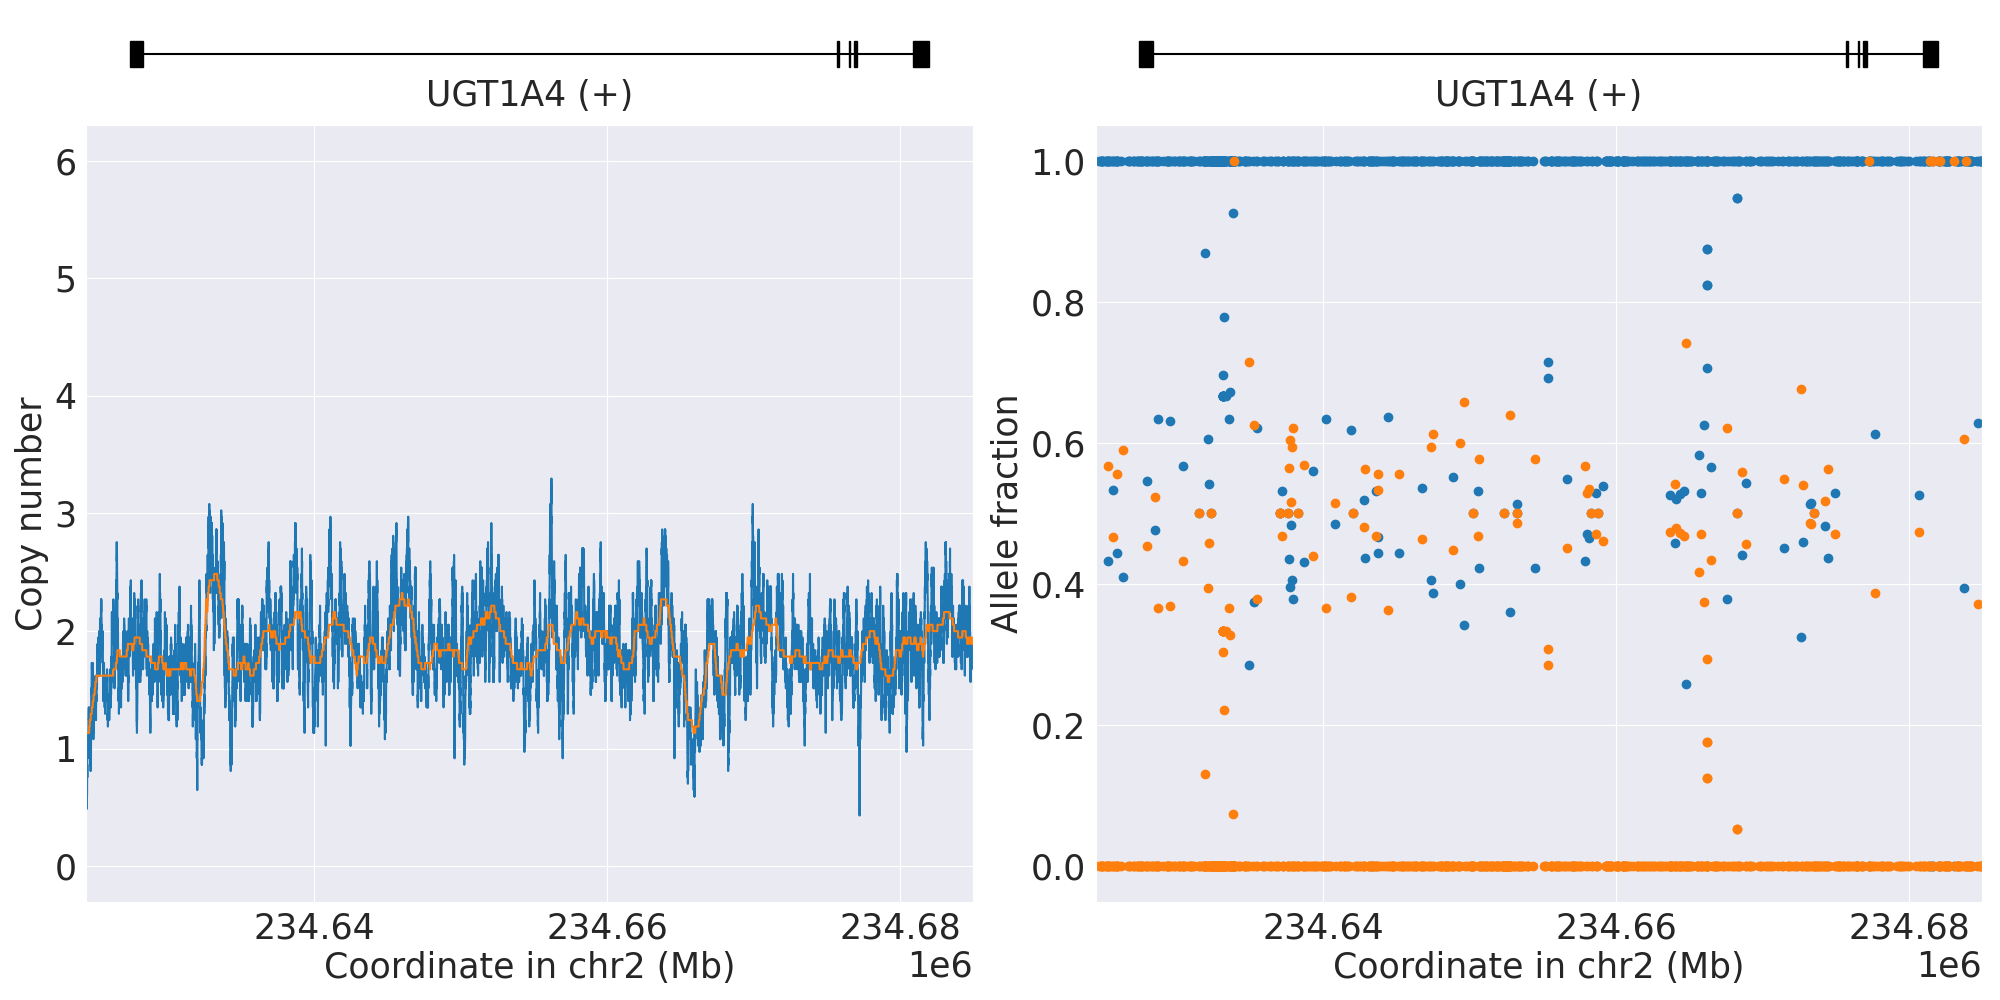 UGT1A4 (+)
6
5
4
3
2
1
0
Copy number
234.64
234.66
234.68
Coordinate in chr2 (Mb)
1e6
UGT1A4 (+)
1.0
0.8
0.6
0.4
0.2
0.0
Allele fraction
234.64
234.66
234.68
Coordinate in chr2 (Mb)
1e6